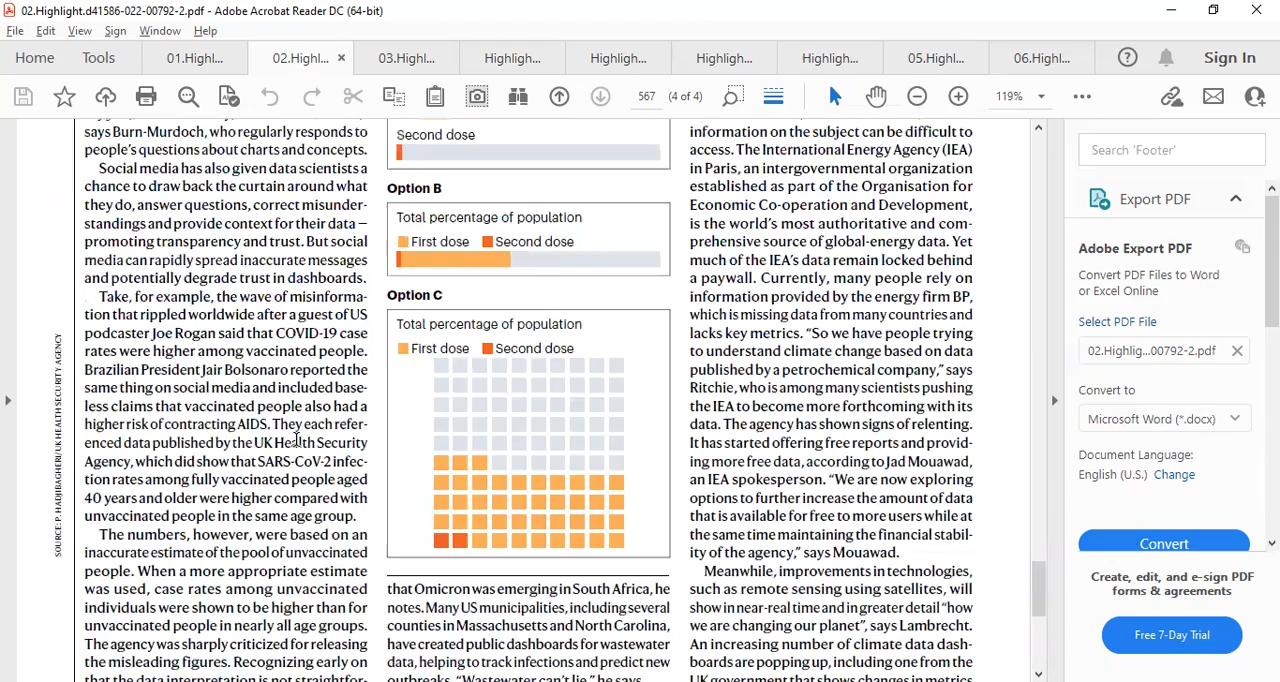 02.Highlight.d41586-022-00792-2.pdf - Adobe Acrobat Reader DC (64-bit)
File Edit View Sign Window Help
Home Tools 01.Highl... 02.Highl... × 03.Highl... Highligh... Highligh... Highligh... Highligh... 05.Highl... 06.Highl... Sign In
567 (4 of 4) 119%
says Burn-Murdoch, who regularly responds to
people's questions about charts and concepts.
Social media has also given data scientists a
chance to draw back the curtain around what
they do, answer questions, correct misunder-
standings and provide context for their data —
promoting transparency and trust. But social
media can rapidly spread inaccurate messages
and potentially degrade trust in dashboards.
Take, for example, the wave of misinforma-
tion that rippled worldwide after a guest of US
podcaster Joe Rogan said that COVID-19 case
rates were higher among vaccinated people.
Brazilian President Jair Bolsonaro reported the
same thing on social media and included base-
less claims that vaccinated people also had a
higher risk of contracting AIDS. They each refer-
enced data published by the UK Health Security
Agency, which did show that SARS-CoV-2 infec-
tion rates among fully vaccinated people aged
40 years and older were higher compared with
unvaccinated people in the same age group.
The numbers, however, were based on an
inaccurate estimate of the pool of unvaccinated
people. When a more appropriate estimate
was used, case rates among unvaccinated
individuals were shown to be higher than for
unvaccinated people in nearly all age groups.
The agency was sharply criticized for releasing
the misleading figures. Recognizing early on
that the data interpretation is not straightfor-
SOURCE: P. HADJIBAGHERI/UK HEALTH SECURITY AGENCY
Second dose
Option B
Total percentage of population
First dose Second dose
Option C
Total percentage of population
First dose Second dose
that Omicron was emerging in South Africa, he
notes. Many US municipalities, including several
counties in Massachusetts and North Carolina,
have created public dashboards for wastewater
data, helping to track infections and predict new
outbreaks. "Wastewater can't lie," he says.
information on the subject can be difficult to
access. The International Energy Agency (IEA)
in Paris, an intergovernmental organization
established as part of the Organisation for
Economic Co-operation and Development,
is the world's most authoritative and com-
prehensive source of global-energy data. Yet
much of the IEA's data remain locked behind
a paywall. Currently, many people rely on
information provided by the energy firm BP,
which is missing data from many countries and
lacks key metrics. "So we have people trying
to understand climate change based on data
published by a petrochemical company," says
Ritchie, who is among many scientists pushing
the IEA to become more forthcoming with its
data. The agency has shown signs of relenting.
It has started offering free reports and provid-
ing more free data, according to Jad Mouawad,
an IEA spokesperson. "We are now exploring
options to further increase the amount of data
that is available for free to more users while at
the same time maintaining the financial stabil-
ity of the agency," says Mouawad.
Meanwhile, improvements in technologies,
such as remote sensing using satellites, will
show in near-real time and in greater detail "how
we are changing our planet", says Lambrecht.
An increasing number of climate data dash-
boards are popping up, including one from the
UK government that shows changes in metrics
Search 'Footer'
Export PDF
Adobe Export PDF
Convert PDF Files to Word
or Excel Online
Select PDF File
02.Highlig...00792-2.pdf
Convert to
Microsoft Word (*.docx)
Document Language:
English (U.S.) Change
Convert
Create, edit, and e-sign PDF
forms & agreements
Free 7-Day Trial